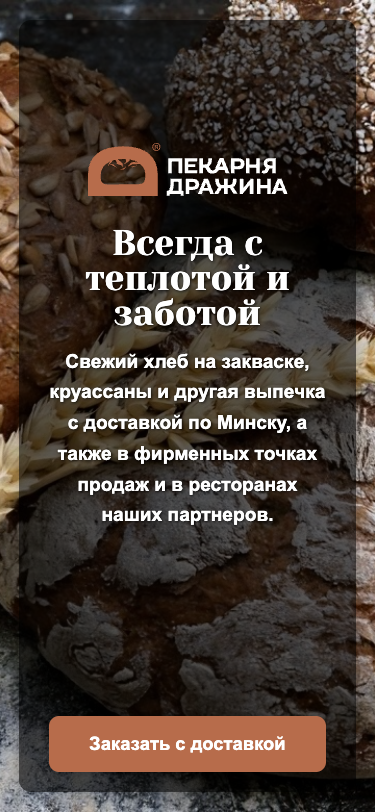 ®
ПЕКАРНЯ
ДРАЖИНА
Всегда с
теплотой и
заботой
Свежий хлеб на закваске,
круассаны и другая выпечка
с доставкой по Минску, а
также в фирменных точках
продаж и в ресторанах
наших партнеров.
Заказать с доставкой